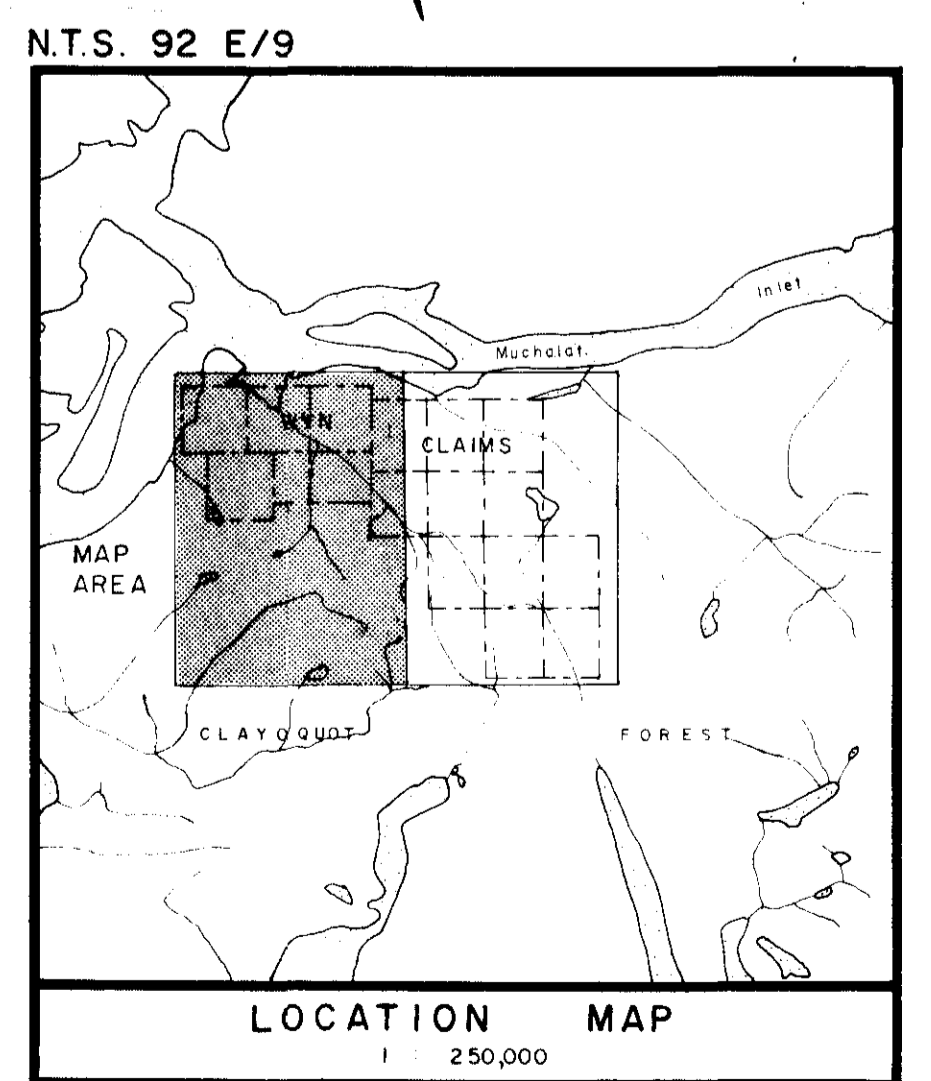 N.T.S. 92 E/9
Inlet
Muchalat
CLAIMS
MAP
AREA
CLAYOQUOT
FOREST
LOCATION MAP
1 : 250,000